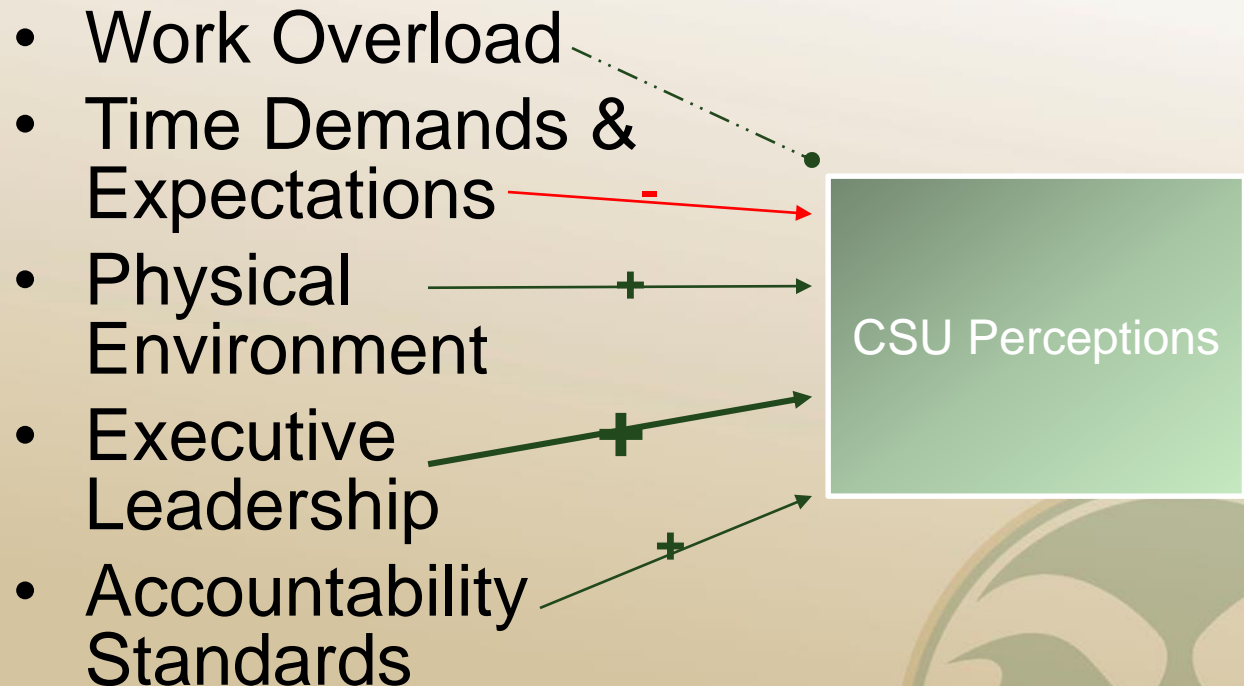 • Work Overload
• Time Demands &
Expectations
-
• Physical
Environment
+
CSU Perceptions
• Executive
Leadership
+
• Accountability
Standards
+